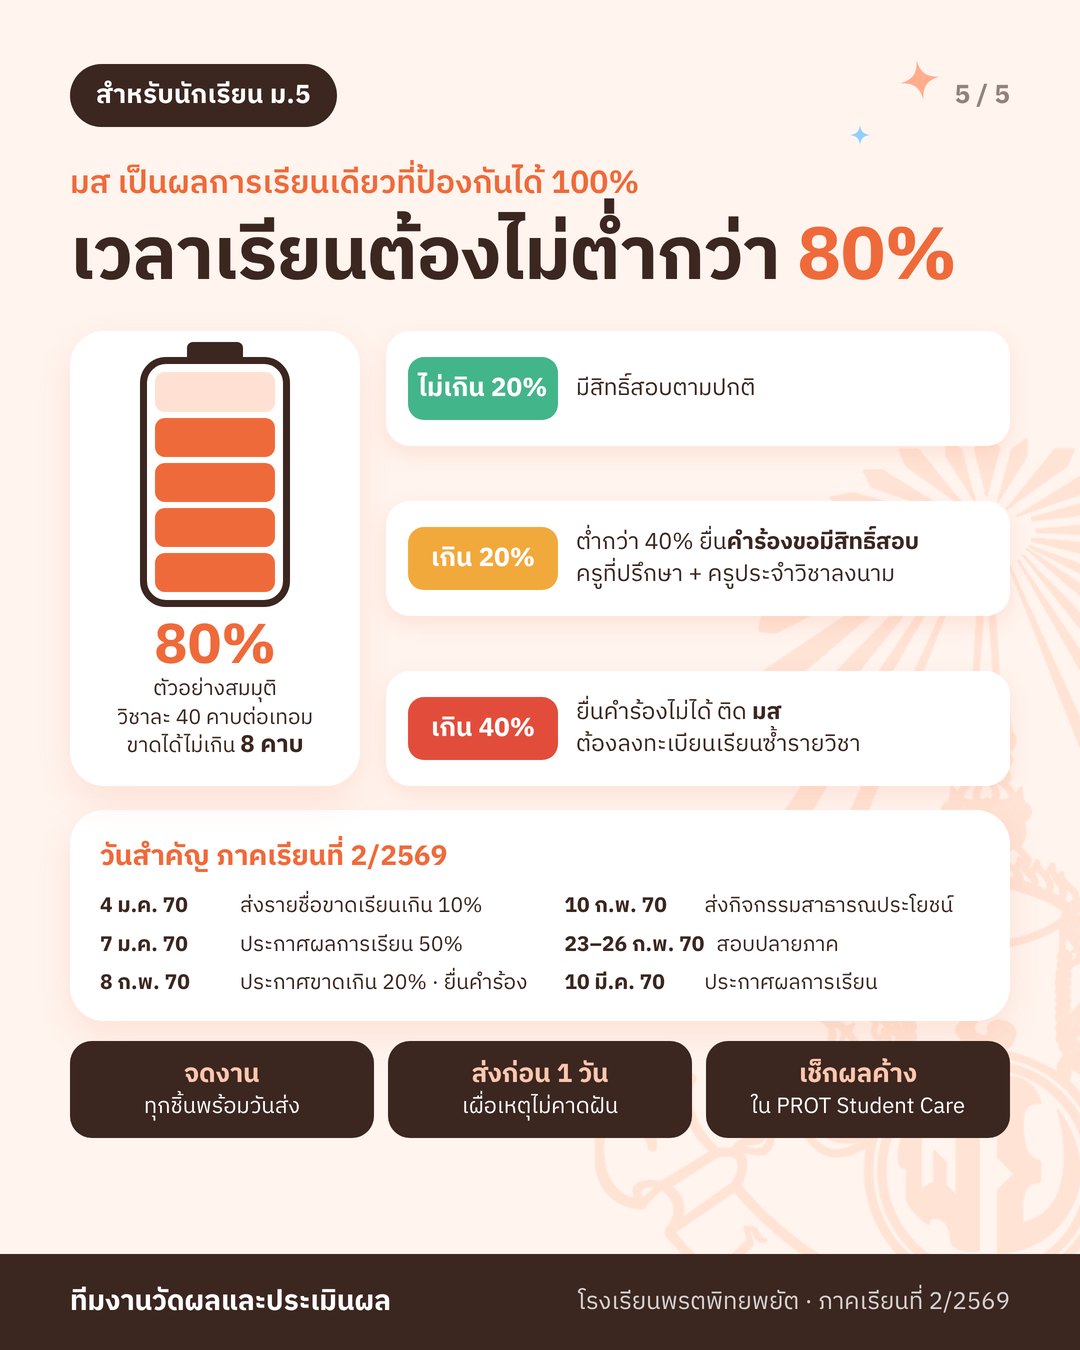 สำหรับนักเรียน ม.5
5 / 5
มส เป็นผลการเรียนเดียวที่ป้องกันได้ 100%
เวลาเรียนต้องไม่ต่ำกว่า 80%
80%
ตัวอย่างสมมุติ
วิชาละ 40 คาบต่อเทอม
ขาดได้ไม่เกิน 8 คาบ
ไม่เกิน 20% มีสิทธิ์สอบตามปกติ
เกิน 20%
ต่ำกว่า 40% ยื่นคำร้องขอมีสิทธิ์สอบ
ครูที่ปรึกษา + ครูประจำวิชาลงนาม
เกิน 40%
ยื่นคำร้องไม่ได้ ติด มส
ต้องลงทะเบียนเรียนซ้ำรายวิชา
วันสำคัญ ภาคเรียนที่ 2/2569
4 ม.ค. 70 ส่งรายชื่อขาดเรียนเกิน 10%
7 ม.ค. 70 ประกาศผลการเรียน 50%
8 ก.พ. 70 ประกาศขาดเกิน 20% · ยื่นคำร้อง
10 ก.พ. 70 ส่งกิจกรรมสาธารณประโยชน์
23–26 ก.พ. 70 สอบปลายภาค
10 มี.ค. 70 ประกาศผลการเรียน
จดงาน
ทุกชิ้นพร้อมวันส่ง
ส่งก่อน 1 วัน
เผื่อเหตุไม่คาดฝัน
เช็กผลค้าง
ใน PROT Student Care
ทีมงานวัดผลและประเมินผล
โรงเรียนพรตพิทยพยัต · ภาคเรียนที่ 2/2569